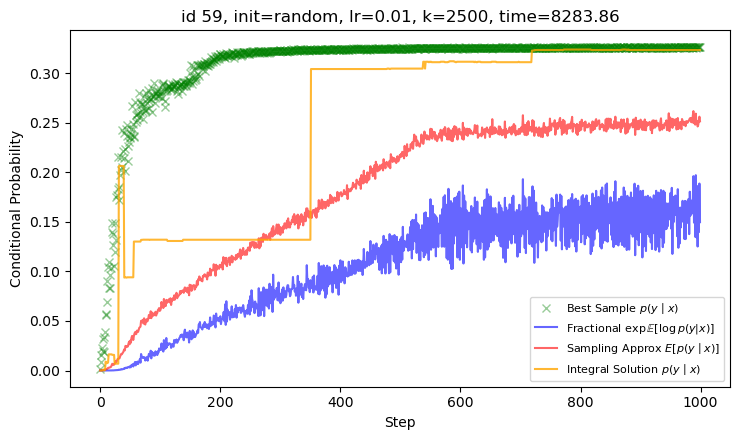 id 59, init=random, lr=0.01, k=2500, time=8283.86
Conditional Probability
0.30
0.25
0.20
0.15
0.10
0.05
0.00
Best Sample p(y | x)
Fractional exp𝔼[log p(y|x)]
Sampling Approx E[p(y | x)]
Integral Solution p(y | x)
0 200 400 600 800 1000
Step